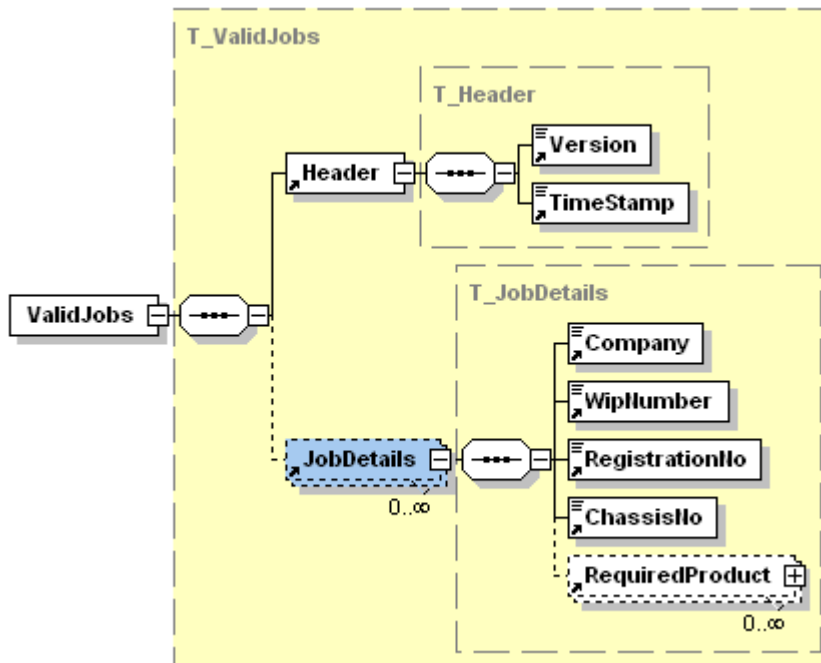 T_ValidJobs
T_Header
Version
Header
TimeStamp
T_JobDetails
ValidJobs
Company
WipNumber
JobDetails
RegistrationNo
0..∞
ChassisNo
RequiredProduct
0..∞